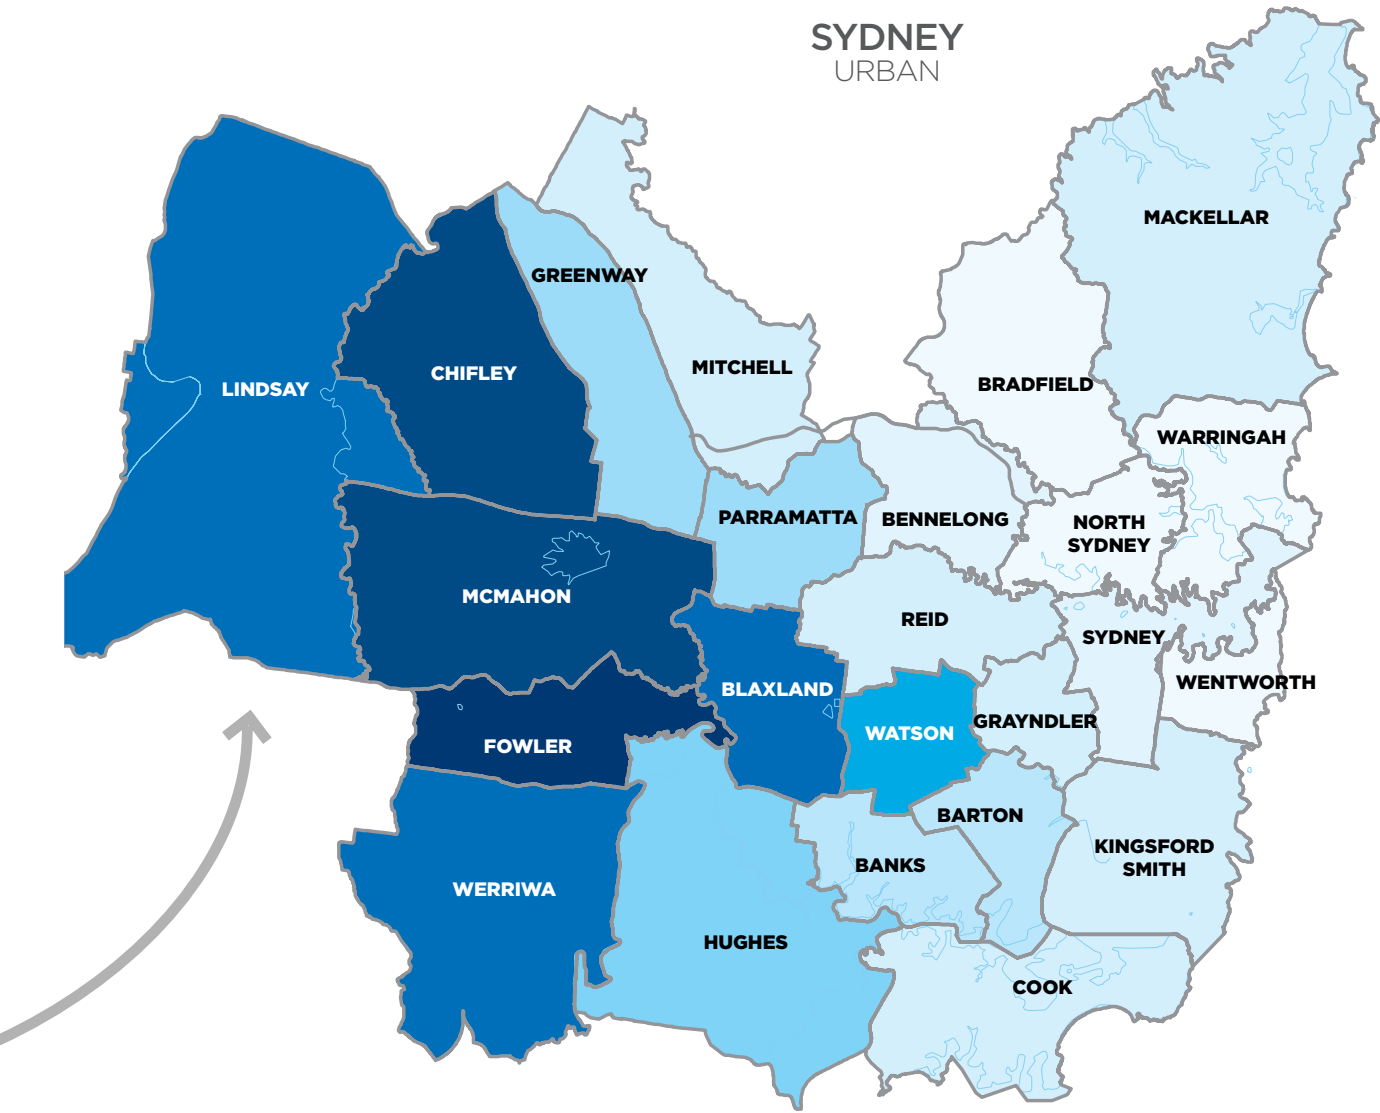 SYDNEY
URBAN
MACKELLAR
GREENWAY
MITCHELL
CHIFLEY
BRADFIELD
LINDSAY
WARRINGAH
PARRAMATTA
BENNELONG
NORTH
SYDNEY
MCMAHON
REID
SYDNEY
WENTWORTH
BLAXLAND
GRAYNDLER
WATSON
FOWLER
BARTON
KINGSFORD
SMITH
BANKS
WERRIWA
HUGHES
COOK